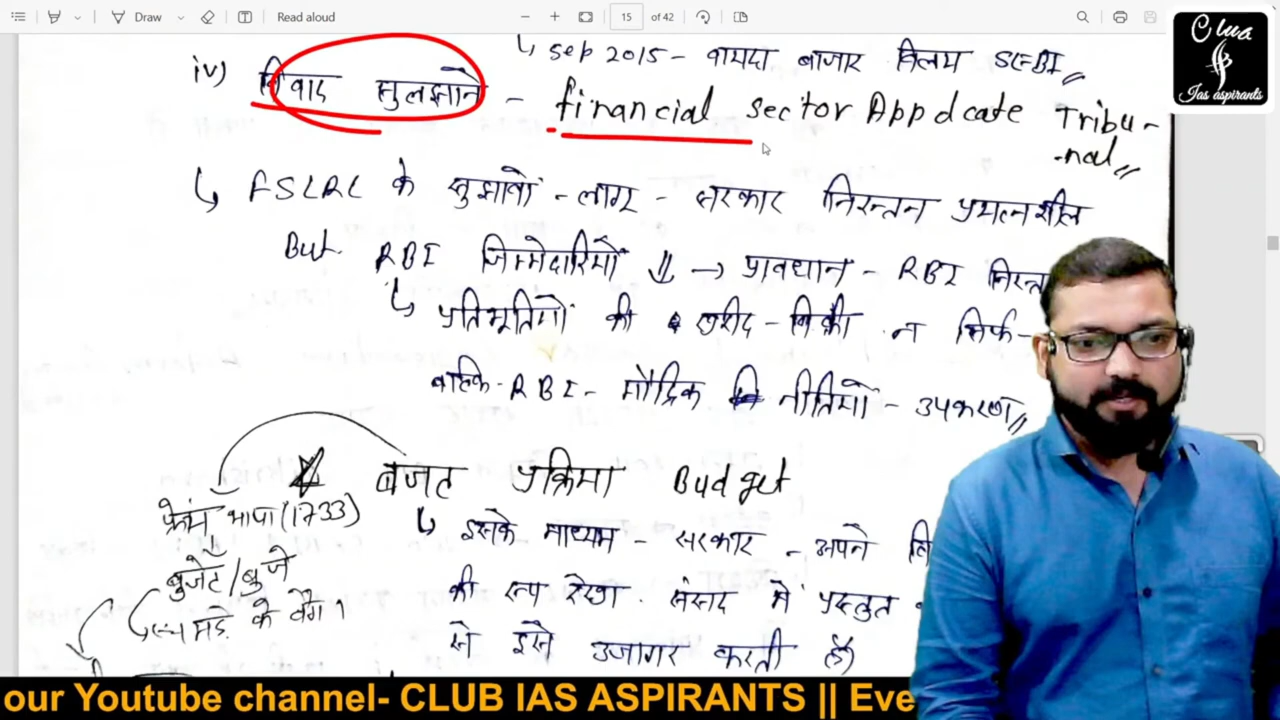 Draw
Read aloud
15 of 42
↳ Sep 2015 - वायदा बाजार विलय SEBI
iv) विवाद सुलझाने - financial sector Appdcate Tribu-
-nal
↳ FSLRC के सुझावों - लागू - सरकार निरन्तन प्रयत्नशील
But RBI जिम्मेदारियों ⇓ → प्रावधान - RBI
↳ प्रतिभूतियों की खरीद - बिक्री न सिर्फ-
बल्कि - RBI - मौद्रिक नीतियों - उपकरण
बजट प्रक्रिया Budget
फ्रेंच भाषा (1733)
↳ इसके माध्यम - सरकार - अपने
बुजेट/बुजे
की रूप रेखा संसद में प्रस्तुत
चमड़े के बैग।
से इसे उजागर करती है)
Club
Ias aspirants
our Youtube channel- CLUB IAS ASPIRANTS || Eve